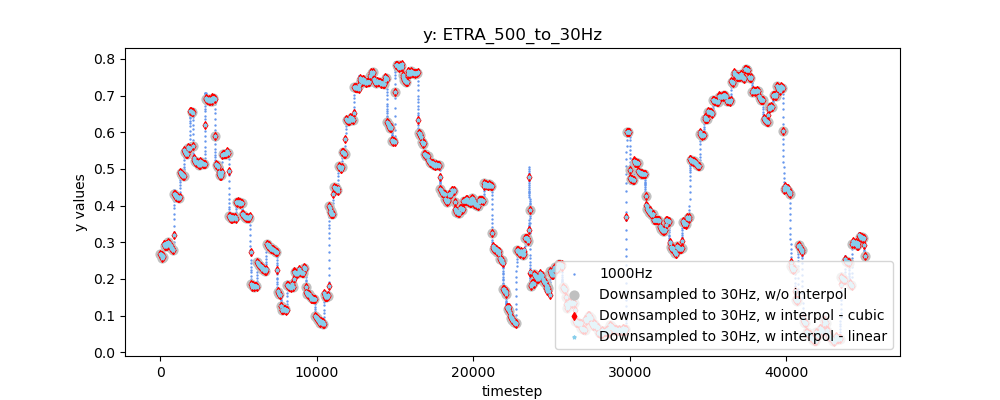 y: ETRA_500_to_30Hz
0.8
0.7
0.6
0.5
0.4
0.3
0.2
0.1
0.0
y values
1000Hz
Downsampled to 30Hz, w/o interpol
Downsampled to 30Hz, w interpol - cubic
Downsampled to 30Hz, w interpol - linear
0 10000 20000 30000 40000
timestep